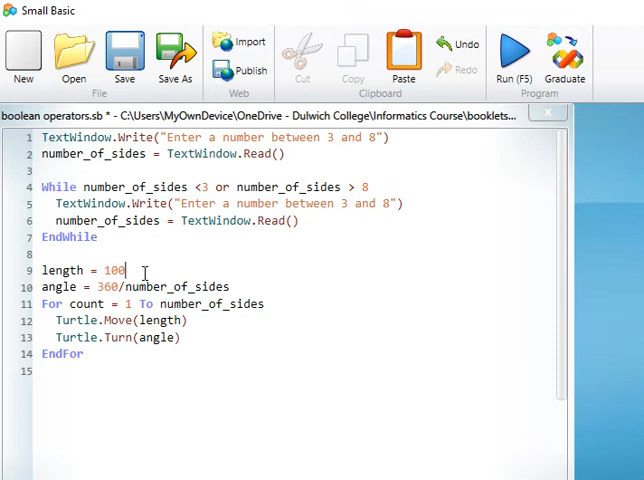 Small Basic
New
Open
Save
Save As
Import
Publish
Cut
Copy
Paste
Undo
Redo
Run (F5)
Graduate
File
Web
Clipboard
Program
boolean operators.sb * - C:\Users\MyOwnDevice\OneDrive - Dulwich College\Informatics Course\booklets...
1 TextWindow.Write("Enter a number between 3 and 8")
2 number_of_sides = TextWindow.Read()
3
4 While number_of_sides <3 or number_of_sides > 8
5 TextWindow.Write("Enter a number between 3 and 8")
6 number_of_sides = TextWindow.Read()
7 EndWhile
8
9 length = 100
10 angle = 360/number_of_sides
11 For count = 1 To number_of_sides
12 Turtle.Move(length)
13 Turtle.Turn(angle)
14 EndFor
15